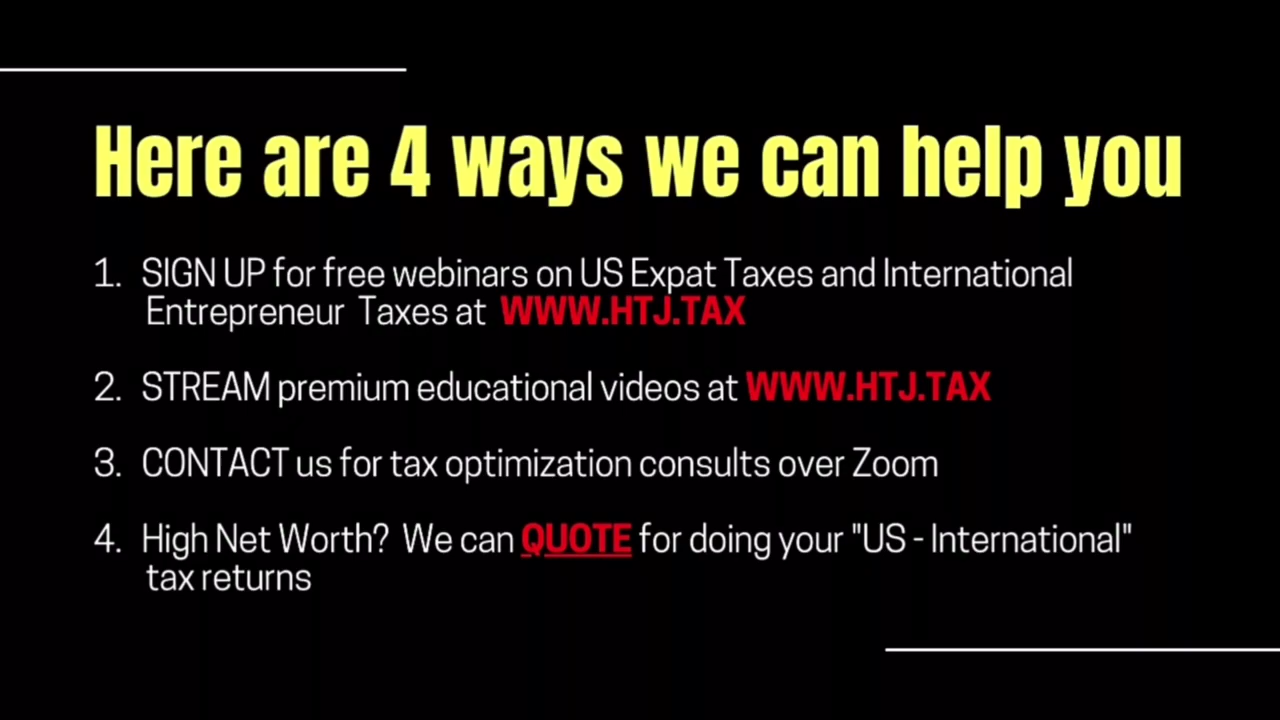 Here are 4 ways we can help you
1. SIGN UP for free webinars on US Expat Taxes and International
Entrepreneur Taxes at WWW.HTJ.TAX
2. STREAM premium educational videos at WWW.HTJ.TAX
3. CONTACT us for tax optimization consults over Zoom
4. High Net Worth? We can QUOTE for doing your "US - International"
tax returns